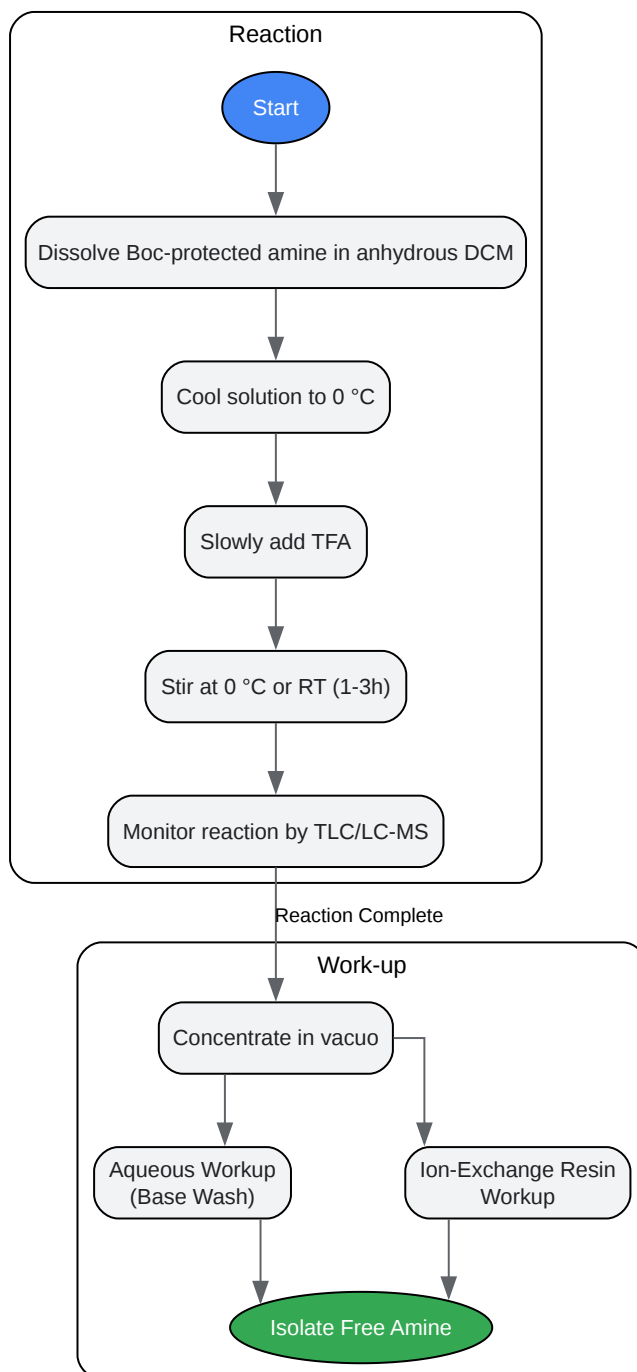 Reaction
Start
Dissolve Boc-protected amine in anhydrous DCM
Cool solution to 0 °C
Slowly add TFA
Stir at 0 °C or RT (1-3h)
Monitor reaction by TLC/LC-MS
Reaction Complete
Work-up
Concentrate in vacuo
Aqueous Workup
(Base Wash)
Ion-Exchange Resin
Workup
Isolate Free Amine